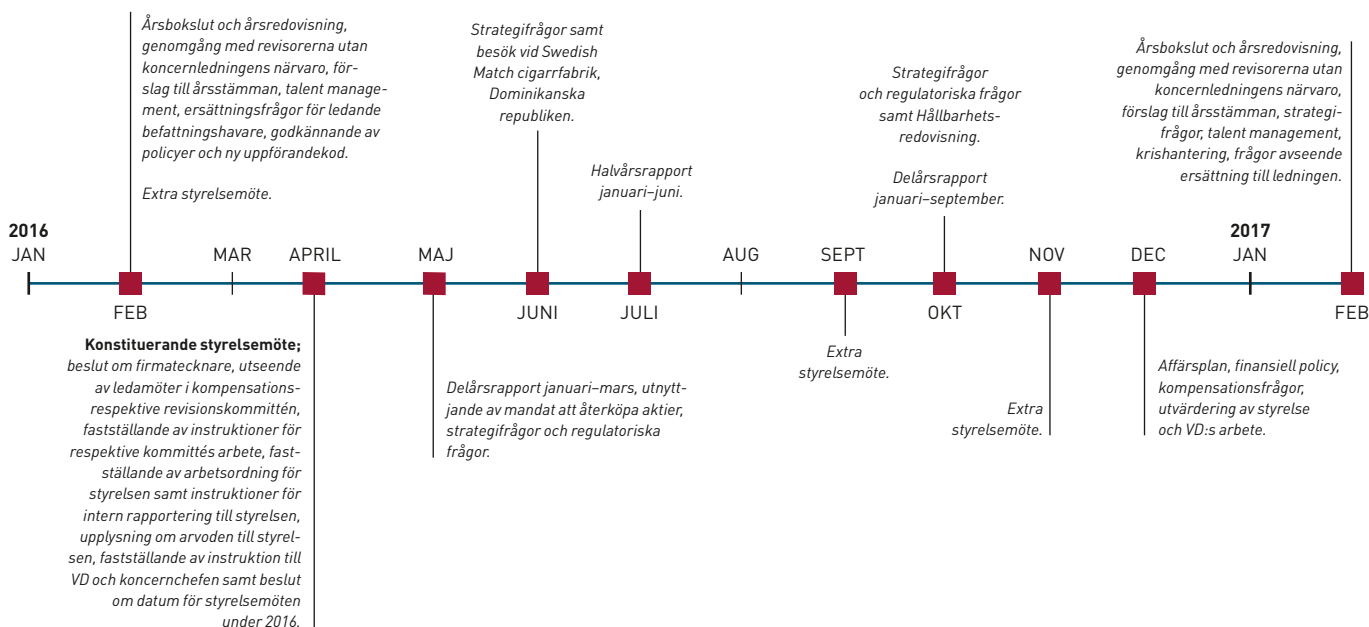 Årsbokslut och årsredovisning,
genomgång med revisorerna utan
koncernledningens närvaro, för-
slag till årsstämman, talent manage-
ment, ersättningsfrågor för ledande
befattningshavare, godkännande av
policyer och ny uppförandekod.
Extra styrelsemöte.
Strategifrågor samt
besök vid Swedish
Match cigarrfabrik,
Dominikanska
republiken.
Halvårsrapport
januari–juni.
Strategifrågor
och regulatoriska frågor
samt Hållbarhets-
redovisning.
Delårsrapport
januari–september.
Årsbokslut och årsredovisning,
genomgång med revisorerna utan
koncernledningens närvaro,
förslag till årsstämman, strategi-
frågor, talent management,
krishantering, frågor avseende
ersättning till ledningen.
2016
JAN
MAR
APRIL
MAJ
AUG
SEPT
NOV
DEC
2017
JAN
FEB
JUNI
JULI
OKT
FEB
Konstituerande styrelsemöte;
beslut om firmatecknare, utseende
av ledamöter i kompensations-
respektive revisionskommittén,
fastställande av instruktioner för
respektive kommittés arbete, fast-
ställande av arbetsordning för
styrelsen samt instruktioner för
intern rapportering till styrelsen,
upplysning om arvoden till styrel-
sen, fastställande av instruktion till
VD och koncernchefen samt beslut
om datum för styrelsemöten
under 2016.
Delårsrapport januari–mars, utnytt-
jande av mandat att återköpa aktier,
strategifrågor och regulatoriska
frågor.
Extra
styrelsemöte.
Extra
styrelsemöte.
Affärsplan, finansiell policy,
kompensationsfrågor,
utvärdering av styrelse
och VD:s arbete.